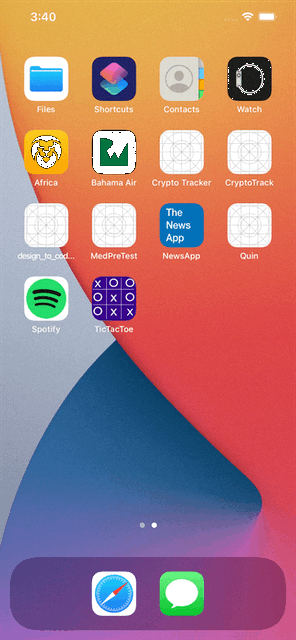 3:40
Files
Shortcuts
Contacts
Watch
Africa
Bahama Air
Crypto Tracker
CryptoTrack
The
News
App
design_to_cod...
MedPreTest
NewsApp
Quin
X O X
O X O
O X X
Spotify
TicTacToe